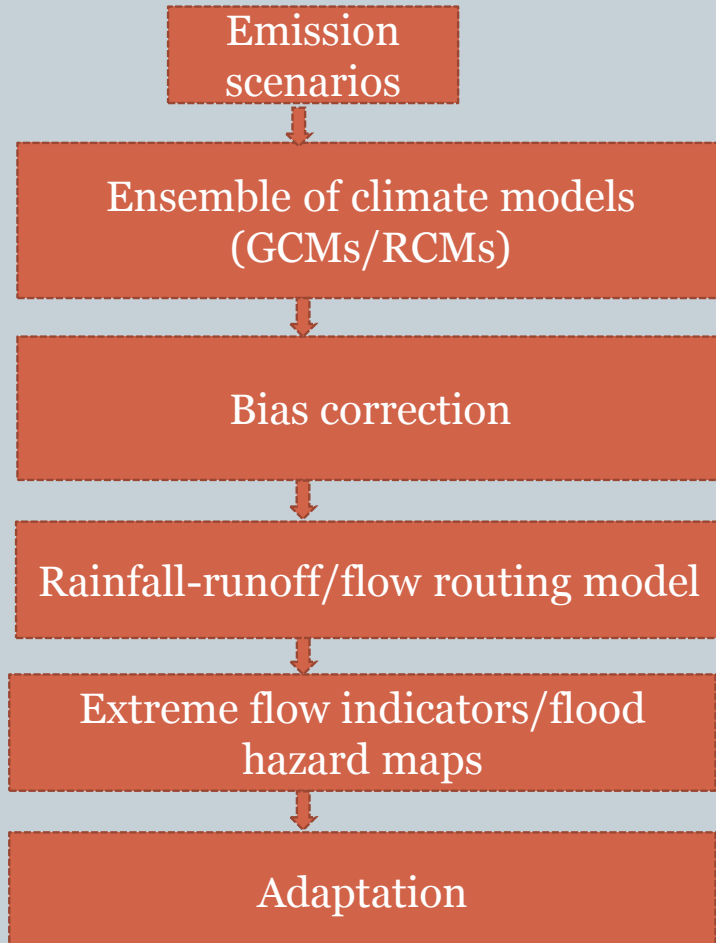 Emission
scenarios
Ensemble of climate models
(GCMs/RCMs)
Bias correction
Rainfall-runoff/flow routing model
Extreme flow indicators/flood
hazard maps
Adaptation